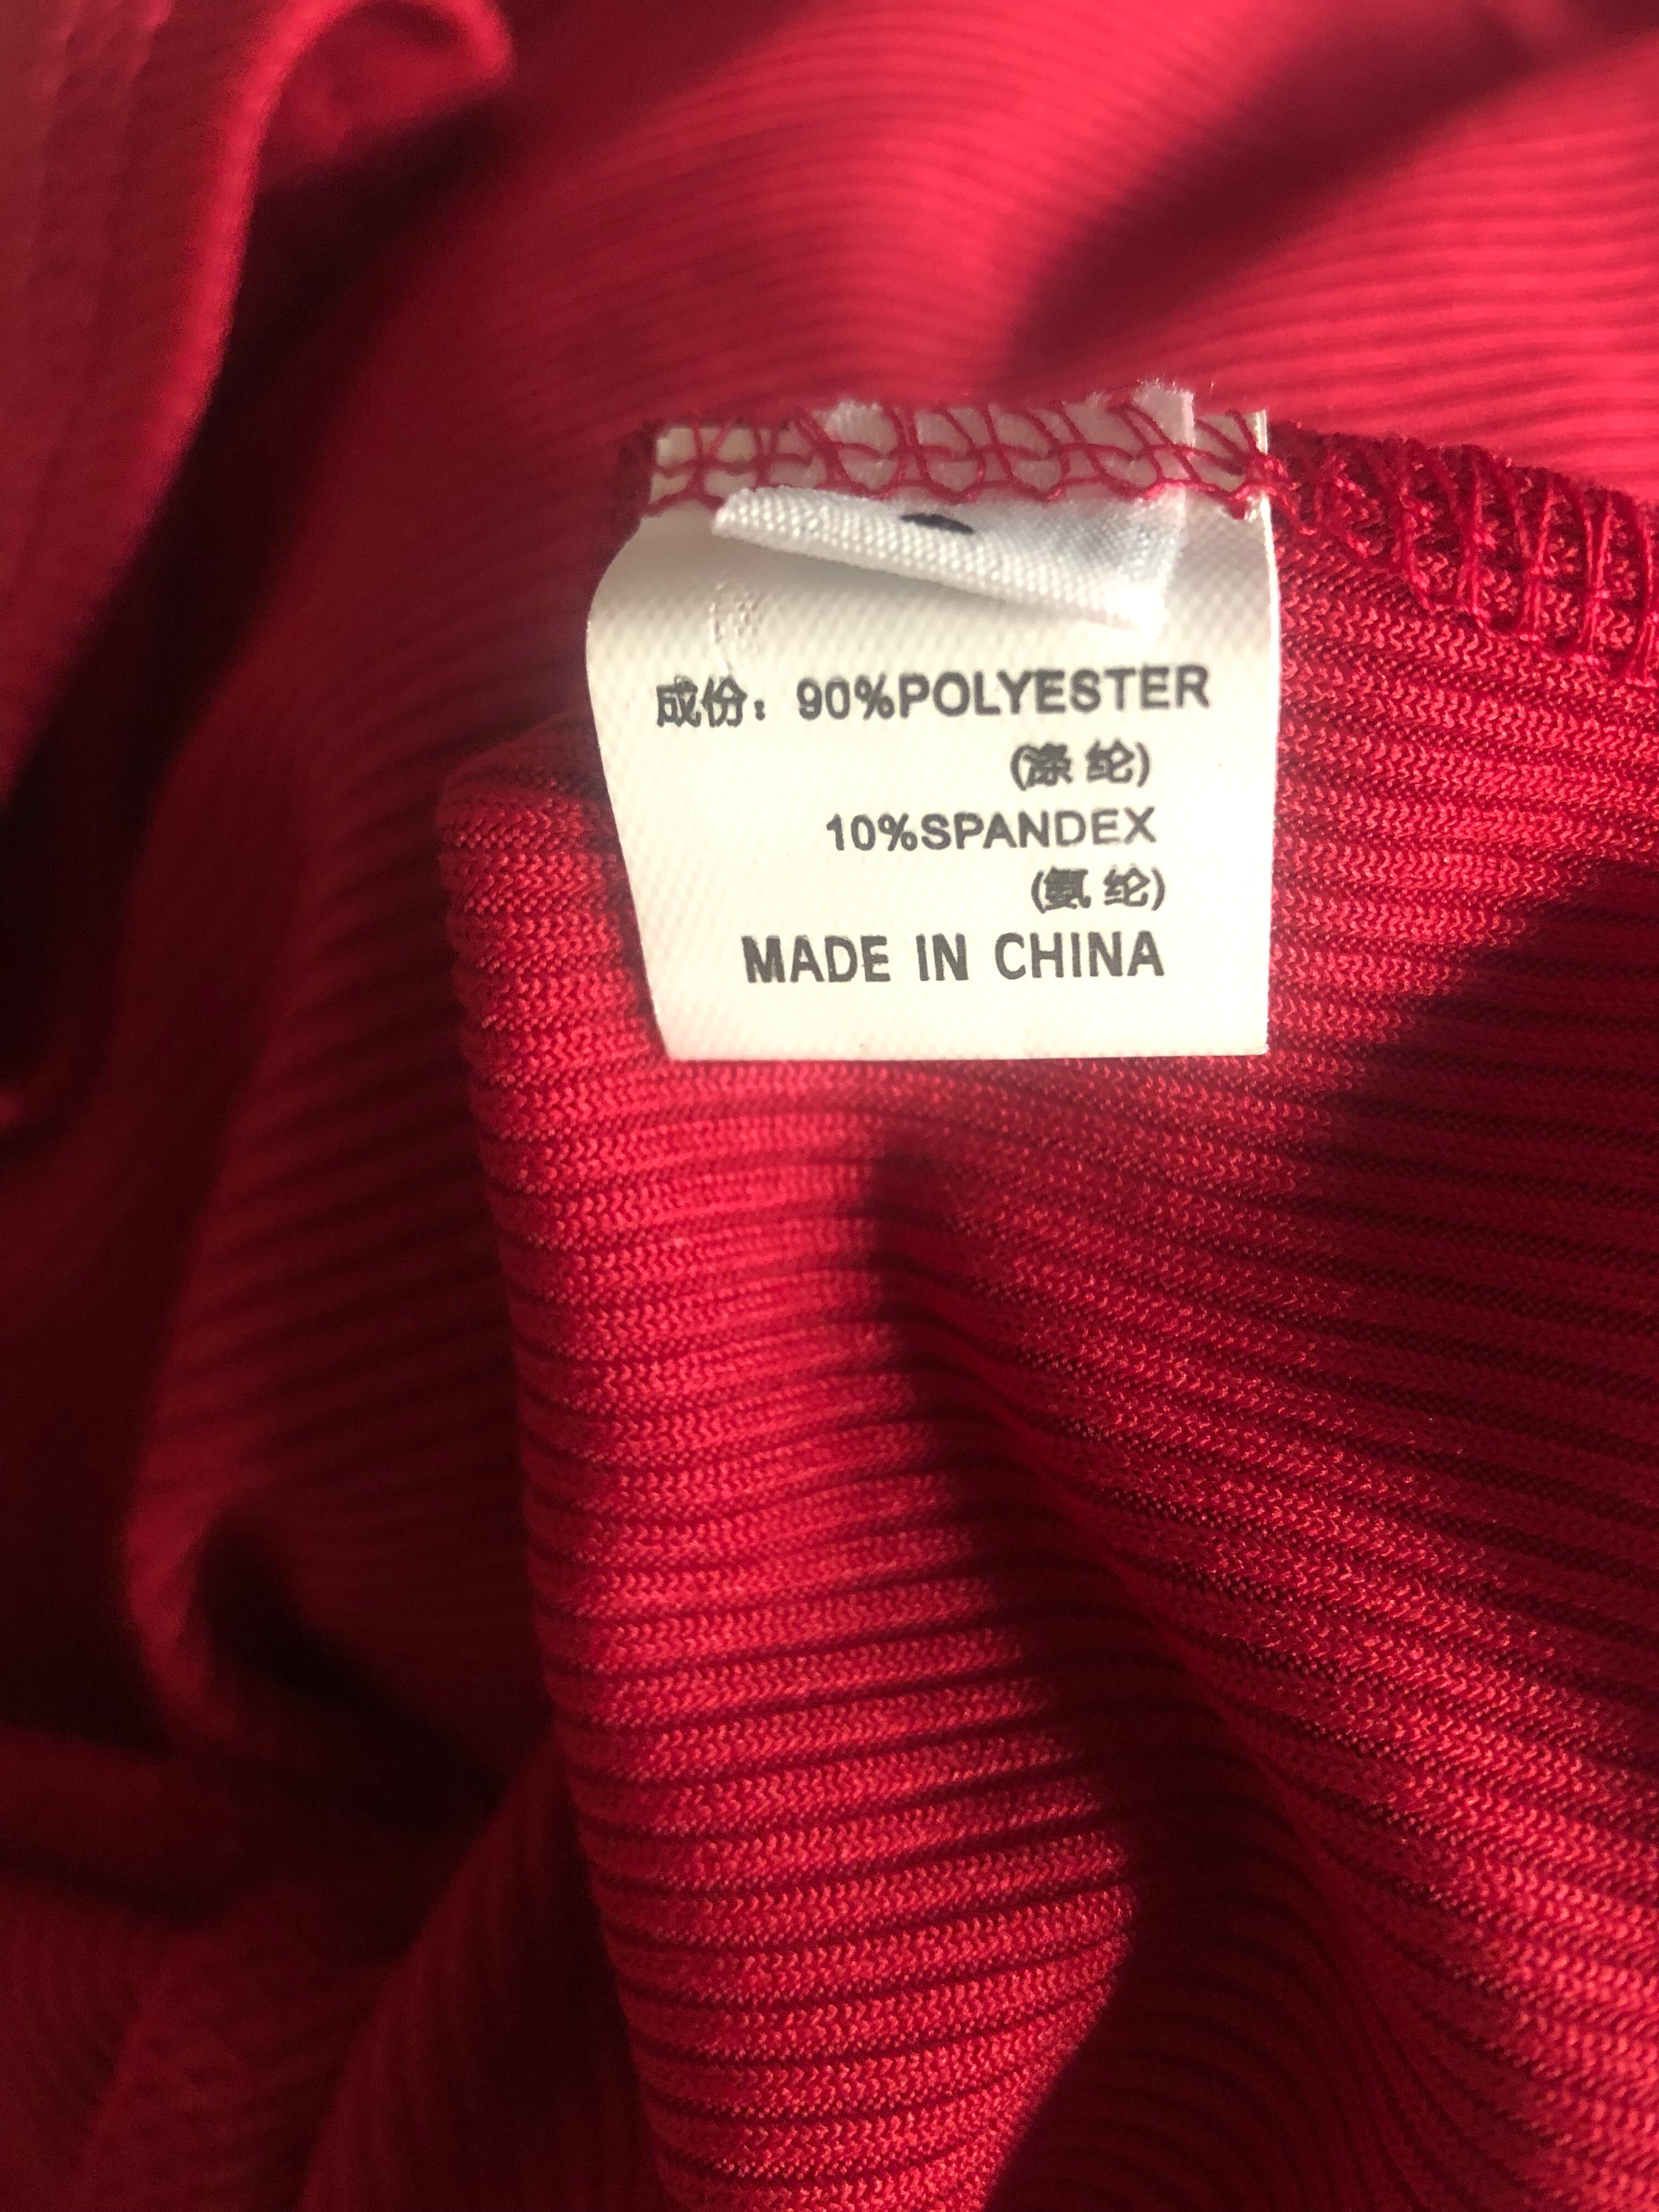 成份：90%POLYESTER
(涤纶)
10%SPANDEX
(氨纶)
MADE IN CHINA